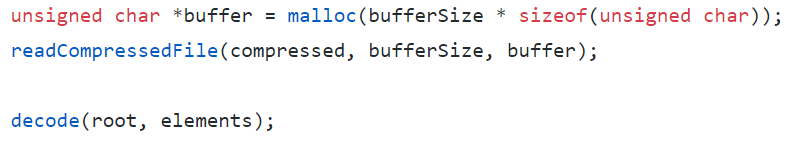 unsigned char *buffer = malloc(bufferSize * sizeof(unsigned char));
readCompressedFile(compressed, bufferSize, buffer);
decode(root, elements);